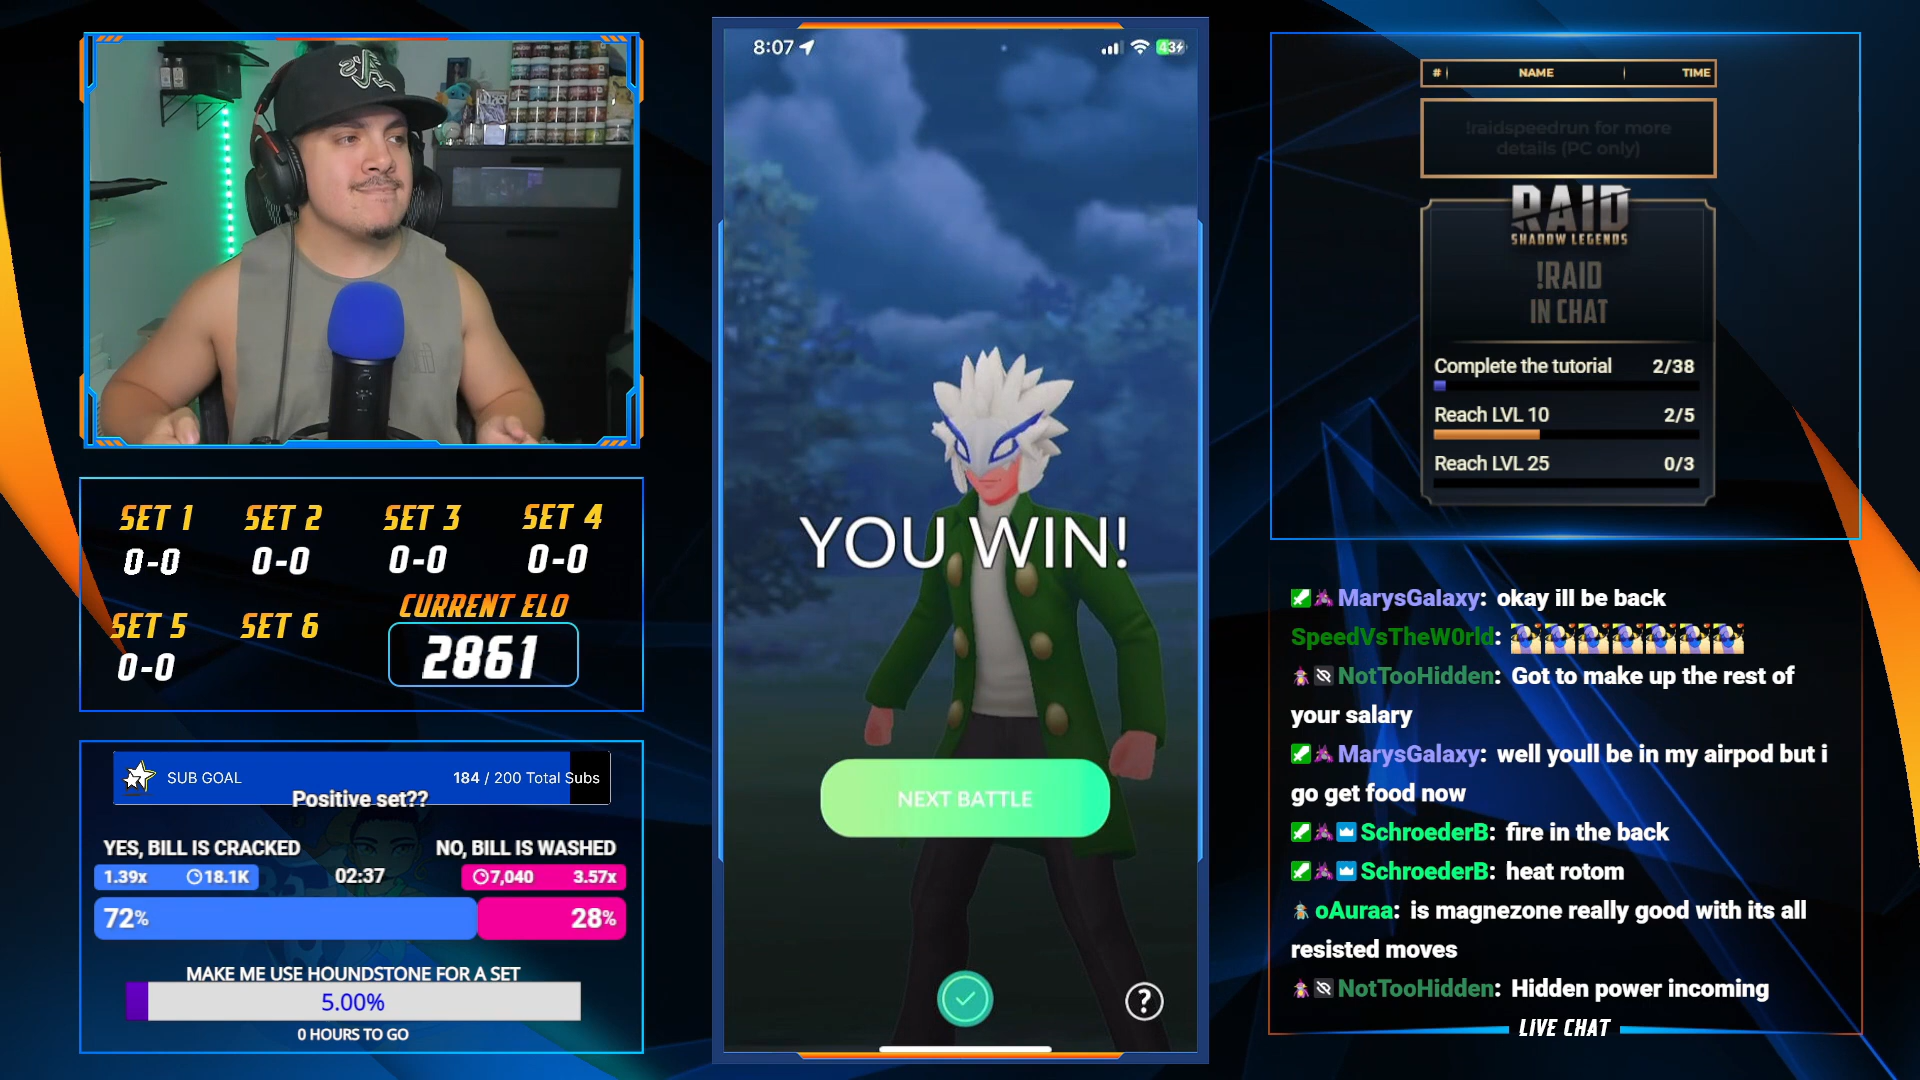 SET 1
SET 2
SET 3
SET 4
0-0
0-0
0-0
0-0
SET 5
SET 6
CURRENT ELO
0-0
2861
SUB GOAL
184 / 200 Total Subs
Positive set??
YES, BILL IS CRACKED
NO, BILL IS WASHED
1.39x
18.1K
02:37
7,040
3.57x
72%
28%
MAKE ME USE HOUNDSTONE FOR A SET
5.00%
0 HOURS TO GO
8:07
43
YOU WIN!
NEXT BATTLE
?
#
NAME
TIME
!raidspeedrun for more
details (PC only)
RAID
SHADOW LEGENDS
!RAID
IN CHAT
Complete the tutorial 2/38
Reach LVL 10 2/5
Reach LVL 25 0/3
MarysGalaxy: okay ill be back
SpeedVsTheW0rld:
NotTooHidden: Got to make up the rest of
your salary
MarysGalaxy: well youll be in my airpod but i
go get food now
SchroederB: fire in the back
SchroederB: heat rotom
oAuraa: is magnezone really good with its all
resisted moves
NotTooHidden: Hidden power incoming
LIVE CHAT